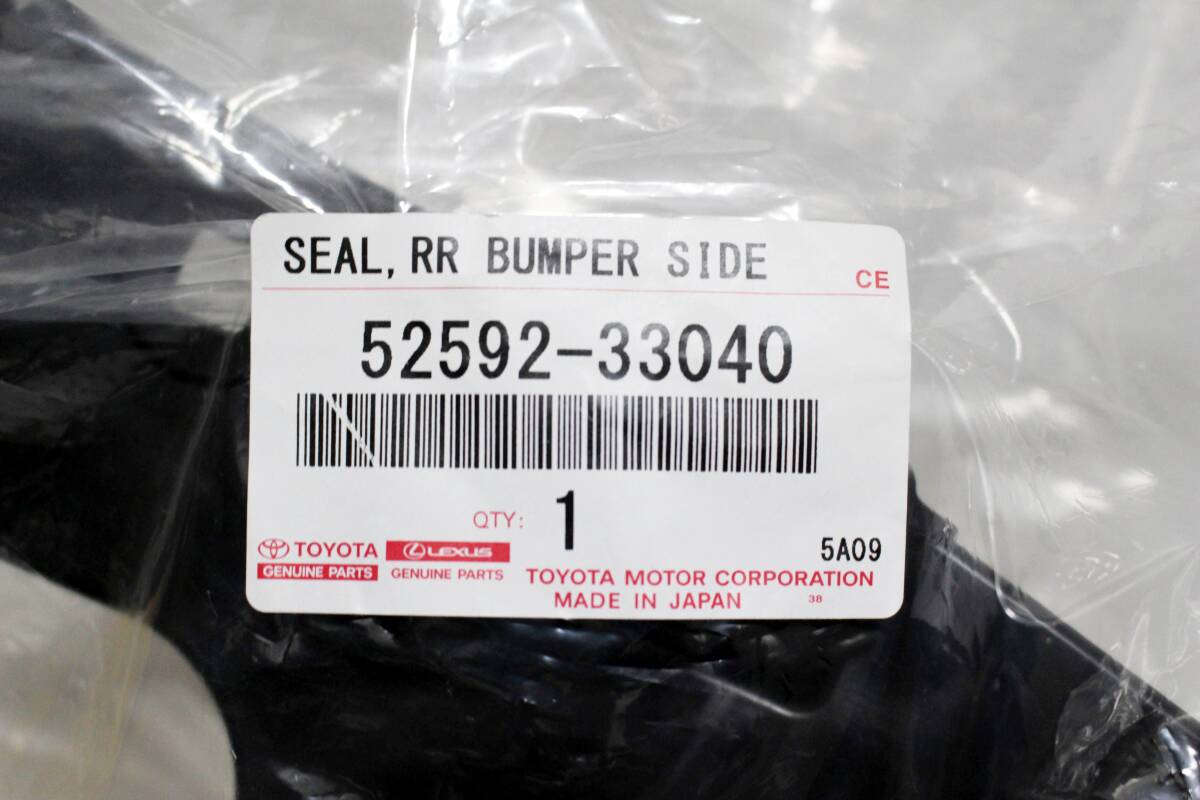 SEAL, RR BUMPER SIDE
CE
52592-33040
QTY: 1
5A09
TOYOTA LEXUS
GENUINE PARTS GENUINE PARTS
TOYOTA MOTOR CORPORATION
MADE IN JAPAN 38